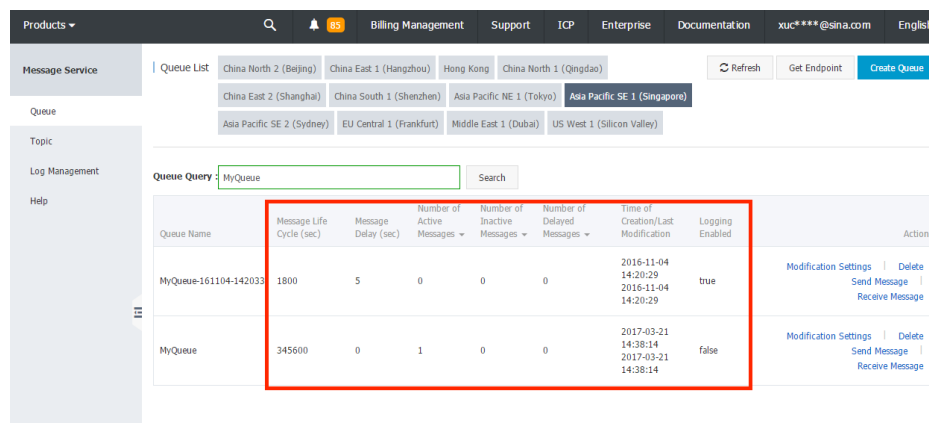 Products 85 Billing Management Support ICP Enterprise Documentation xuc****@sina.com English
Message Service
Queue
Topic
Log Management
Help
Queue List China North 2 (Beijing) China East 1 (Hangzhou) Hong Kong China North 1 (Qingdao) Refresh Get Endpoint Create Queue
China East 2 (Shanghai) China South 1 (Shenzhen) Asia Pacific NE 1 (Tokyo) Asia Pacific SE 1 (Singapore)
Asia Pacific SE 2 (Sydney) EU Central 1 (Frankfurt) Middle East 1 (Dubai) US West 1 (Silicon Valley)
Queue Query : MyQueue Search
Number of Number of Number of Time of
Message Life Message Active Inactive Delayed Creation/Last Logging
Queue Name Cycle (sec) Delay (sec) Messages Messages Messages Modification Enabled Action
2016-11-04
14:20:29 Modification Settings Delete
MyQueue-161104-142033 1800 5 0 0 0 2016-11-04 true Send Message
14:20:29 Receive Message
2017-03-21
14:38:14 Modification Settings Delete
MyQueue 345600 0 1 0 0 2017-03-21 false Send Message
14:38:14 Receive Message